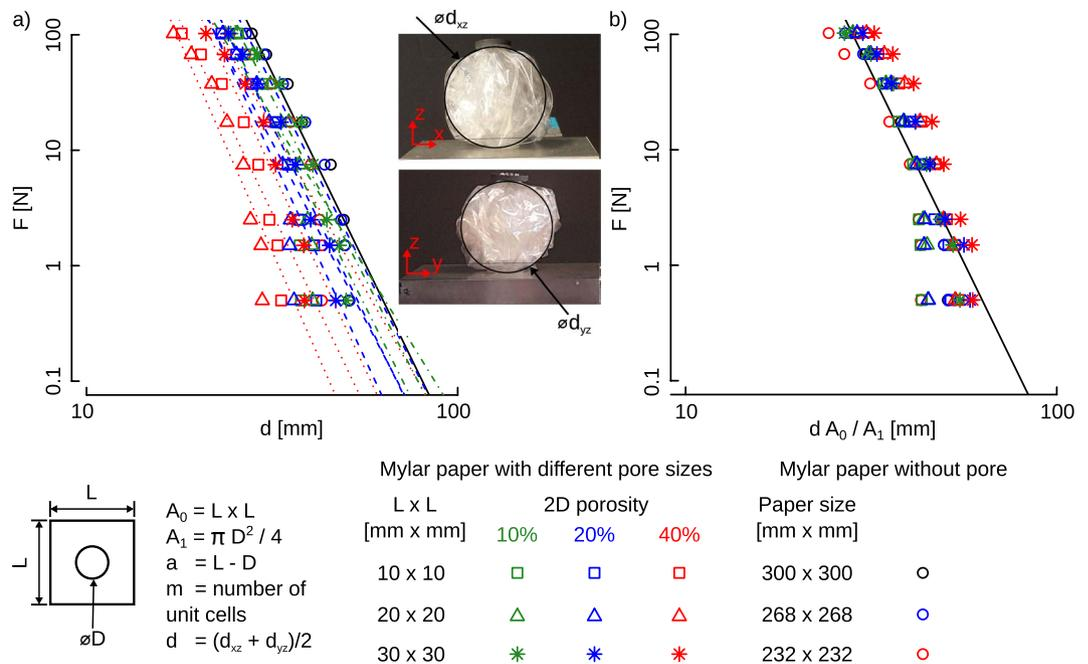 a)
F [N]
100
10
1
0.1
10
100
d [mm]
ød_xz
z
x
z
y
ød_yz
b)
F [N]
100
10
1
0.1
10
100
d A_0 / A_1 [mm]
L
L
øD
A_0 = L x L
A_1 = π D^2 / 4
a = L - D
m = number of
unit cells
d = (d_xz + d_yz)/2
Mylar paper with different pore sizes
L x L
[mm x mm]
2D porosity
10% 20% 40%
10 x 10
20 x 20
30 x 30
Mylar paper without pore
Paper size
[mm x mm]
300 x 300
268 x 268
232 x 232